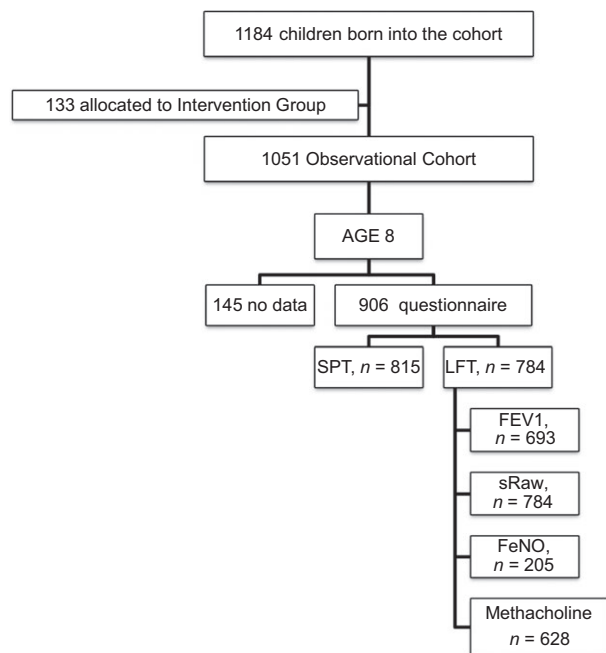 1184 children born into the cohort
133 allocated to Intervention Group
1051 Observational Cohort
AGE 8
145 no data
906 questionnaire
SPT, n = 815
LFT, n = 784
FEV1,
n = 693
sRaw,
n = 784
FeNO,
n = 205
Methacholine
n = 628